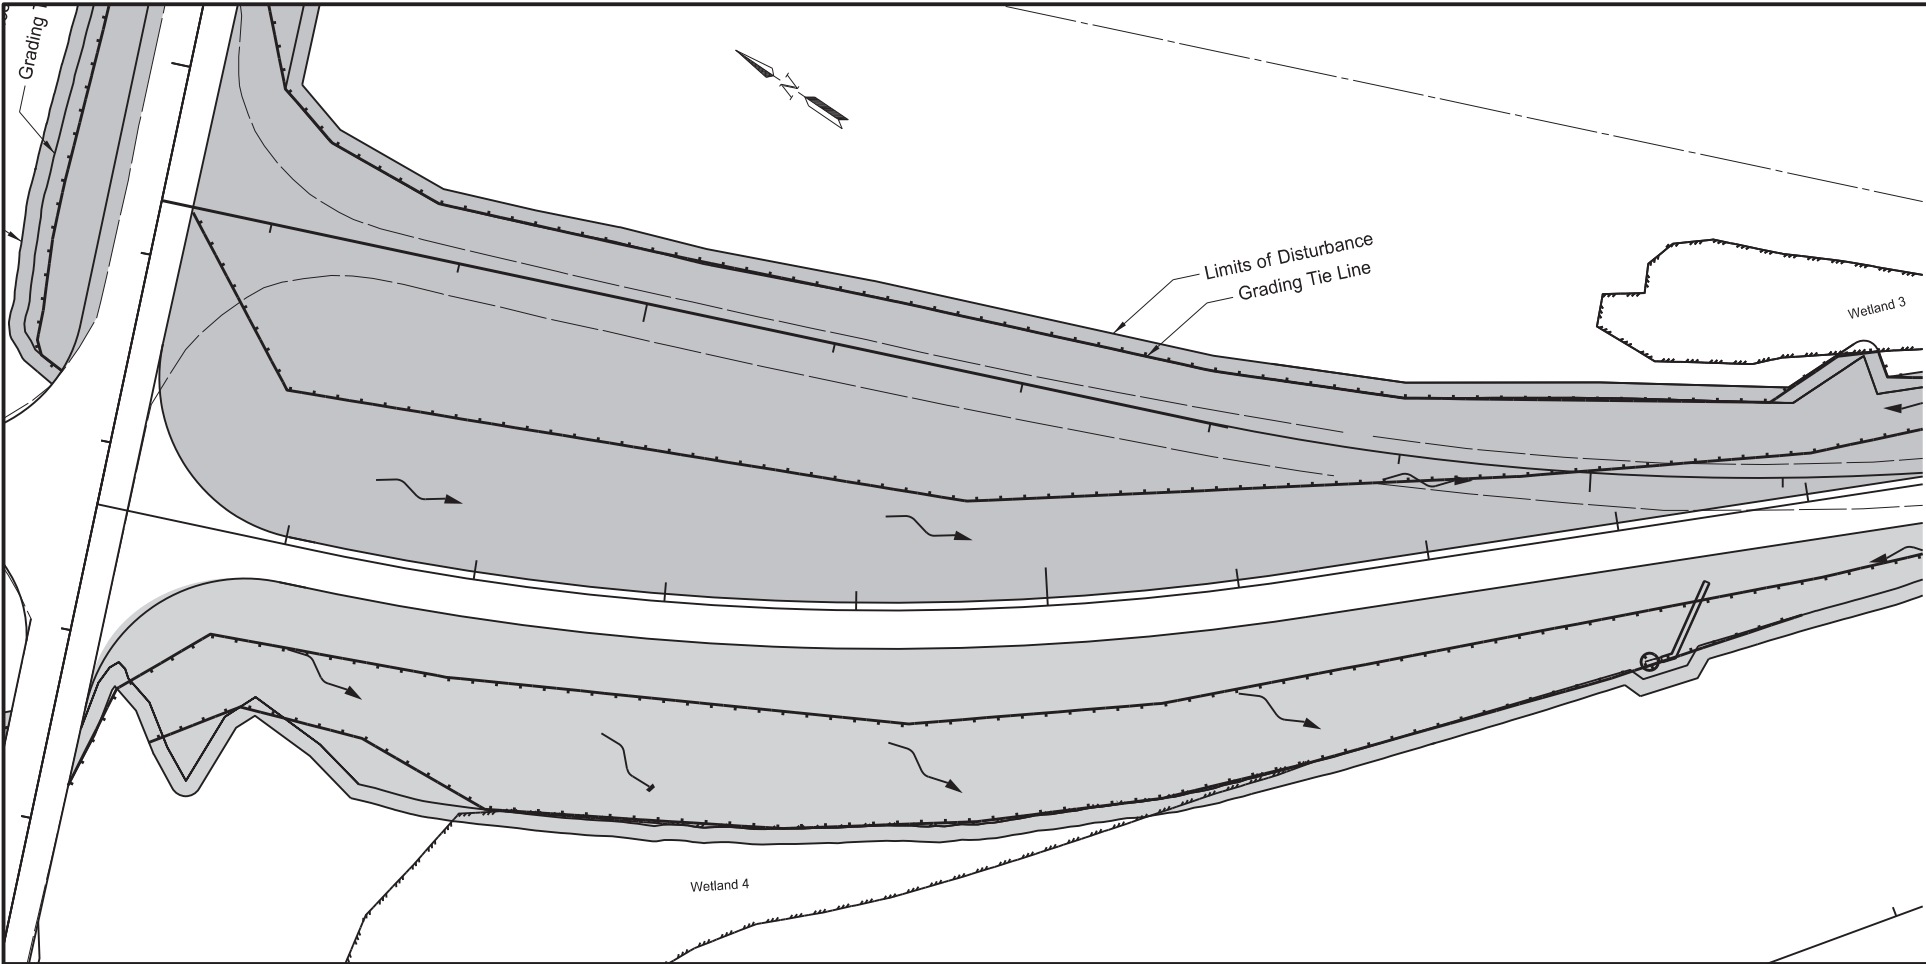 Grading
N
Limits of Disturbance
Grading Tie Line
Wetland 3
Wetland 4